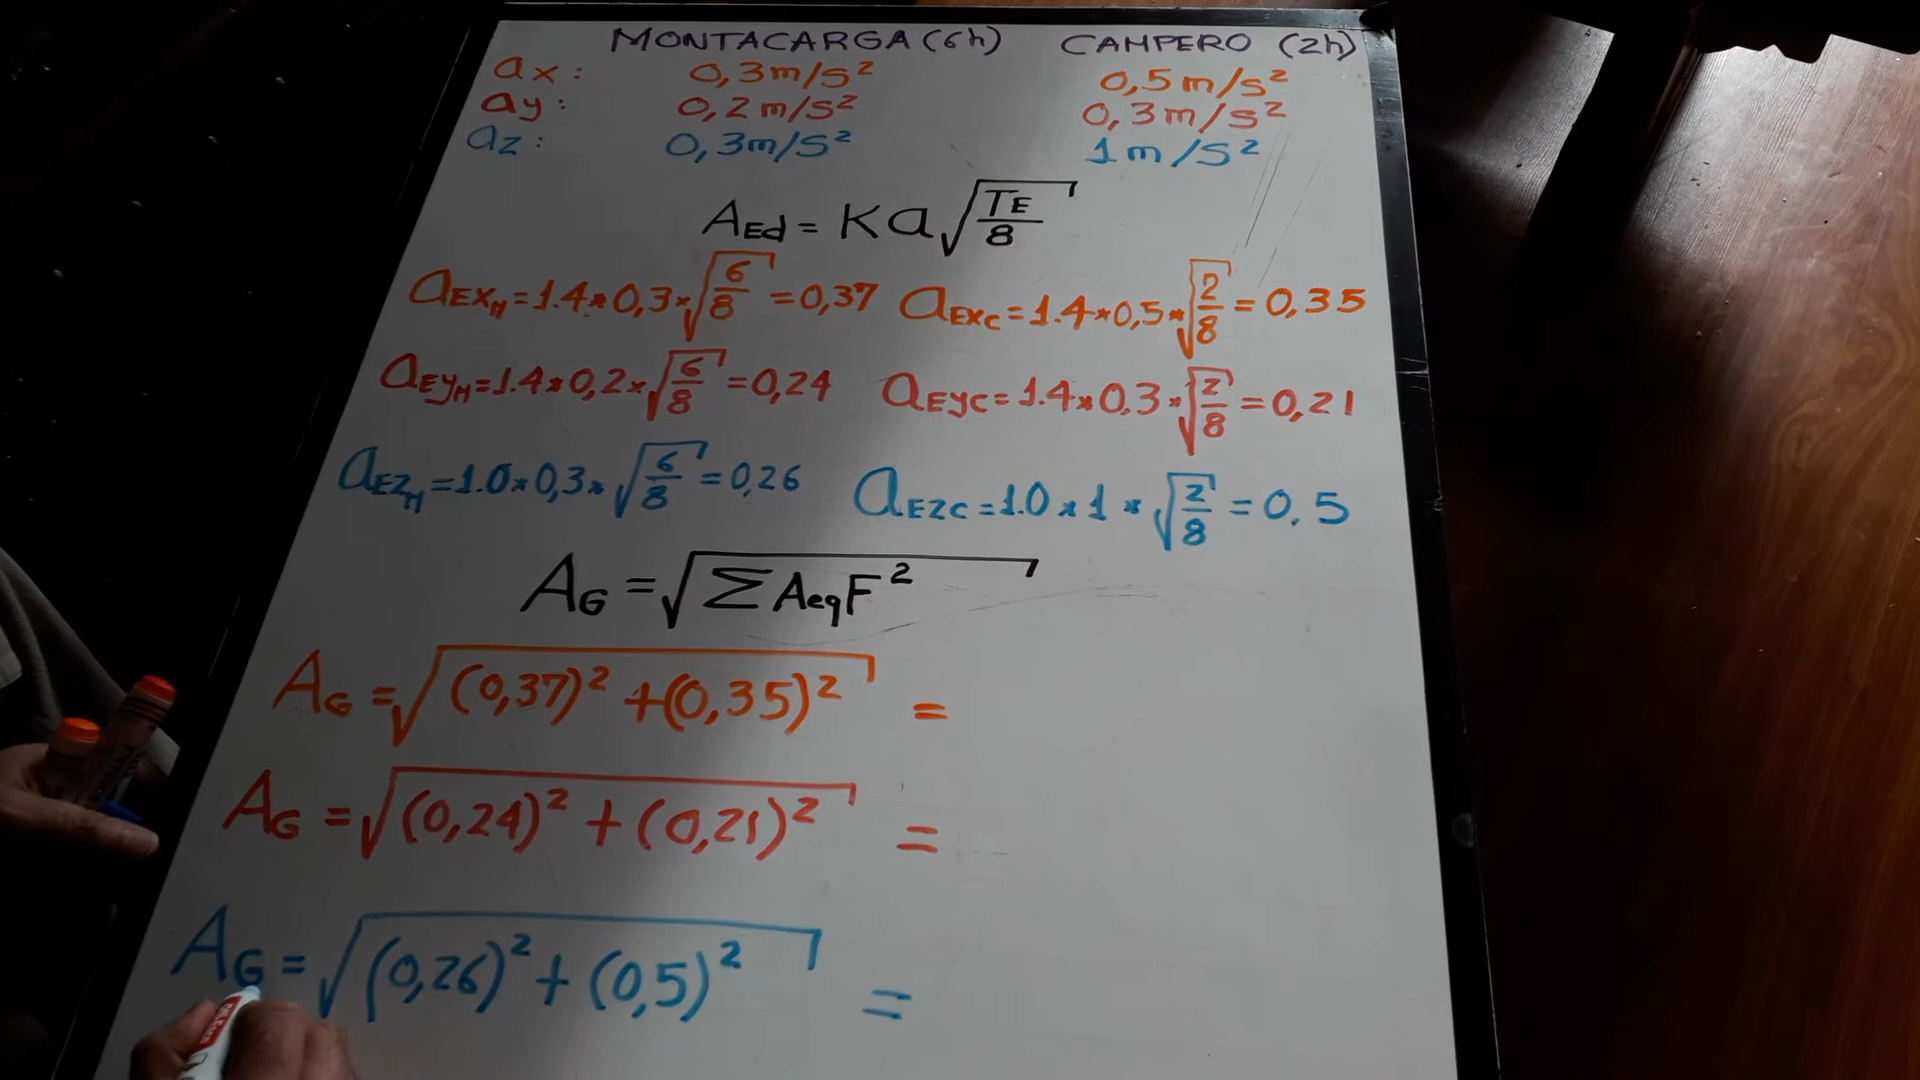 MONTACARGA (6h) CAMPERO (2h)
ax: 0,3m/s² 0,5m/s²
ay: 0,2m/s² 0,3m/s²
az: 0,3m/s² 1m/s²
AEd = Ka√(TE/8)
aEXM = 1.4*0,3*√(6/8) = 0,37 aEXC = 1.4*0,5*√(2/8) = 0,35
aEYM = 1.4*0,2*√(6/8) = 0,24 aEYC = 1.4*0,3*√(2/8) = 0,21
aEZM = 1.0*0,3*√(6/8) = 0,26 aEZC = 1.0*1*√(2/8) = 0,5
AG = √(∑AeqF²)
AG = √((0,37)² + (0,35)²) =
AG = √((0,24)² + (0,21)²) =
AG = √((0,26)² + (0,5)²) =